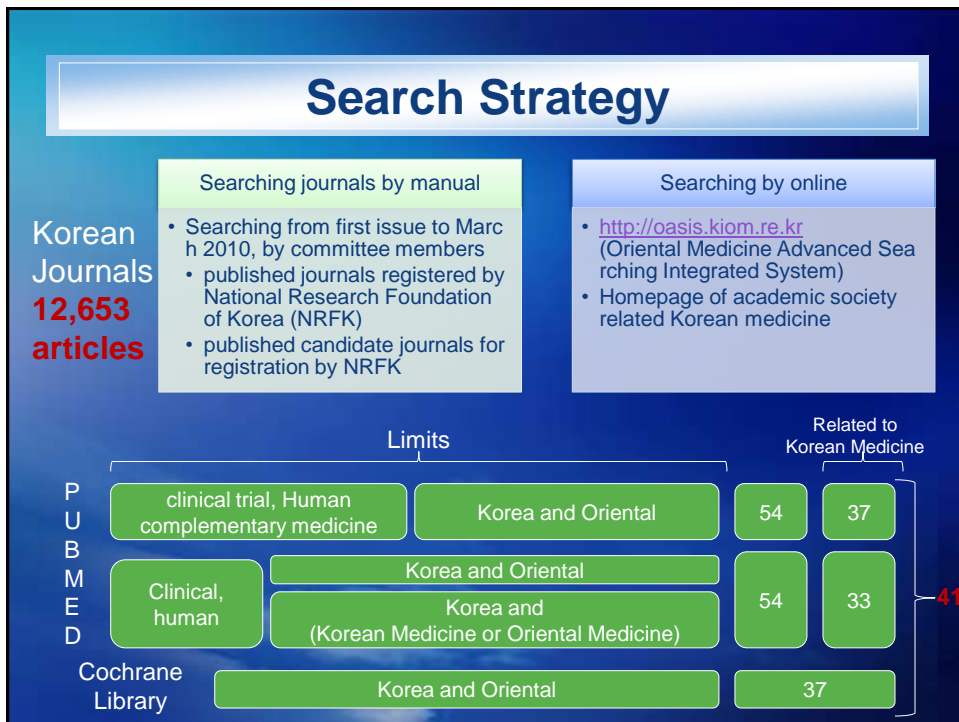 Search Strategy
Korean
Journals
12,653
articles
Searching journals by manual
• Searching from first issue to Marc
h 2010, by committee members
• published journals registered by
National Research Foundation
of Korea (NRFK)
• published candidate journals for
registration by NRFK
Searching by online
• http://oasis.kiom.re.kr
(Oriental Medicine Advanced Sea
rching Integrated System)
• Homepage of academic society
related Korean medicine
Limits
Related to
Korean Medicine
PUBMED
clinical trial, Human
complementary medicine
Korea and Oriental
54
37
Clinical,
human
Korea and Oriental
Korea and
(Korean Medicine or Oriental Medicine)
54
33
41
Cochrane
Library
Korea and Oriental
37